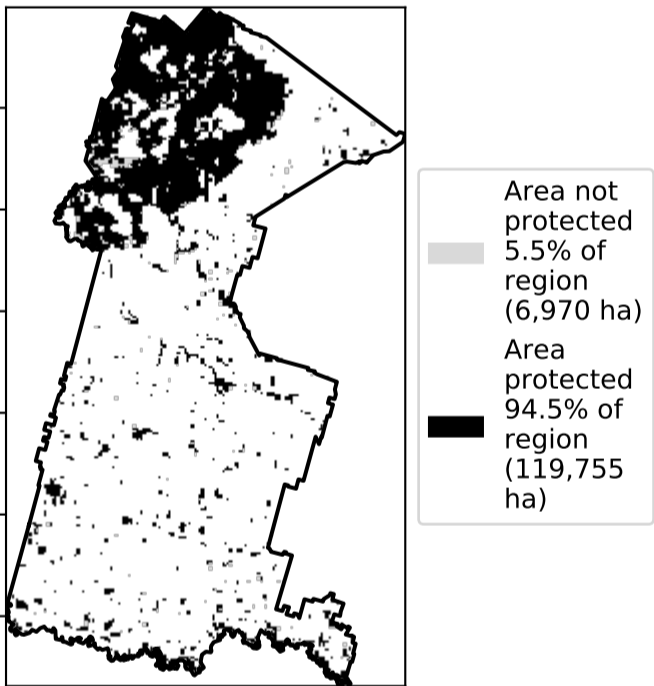 Area not
protected
5.5% of
region
(6,970 ha)
Area
protected
94.5% of
region
(119,755
ha)